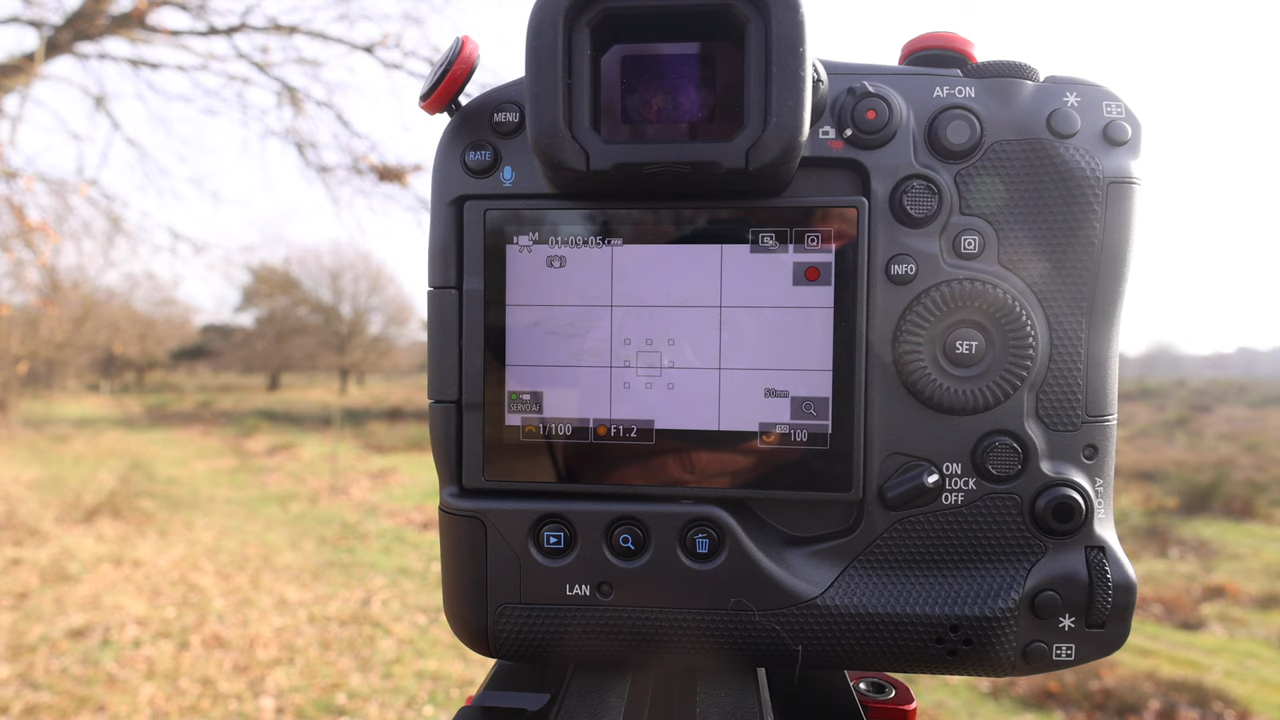 MENU
RATE
AF-ON
M
01:09:05
Q
Q
INFO
SET
50mm
SERVO AF
1/100
F1.2
ISO
100
ON
LOCK
OFF
AF-ON
LAN